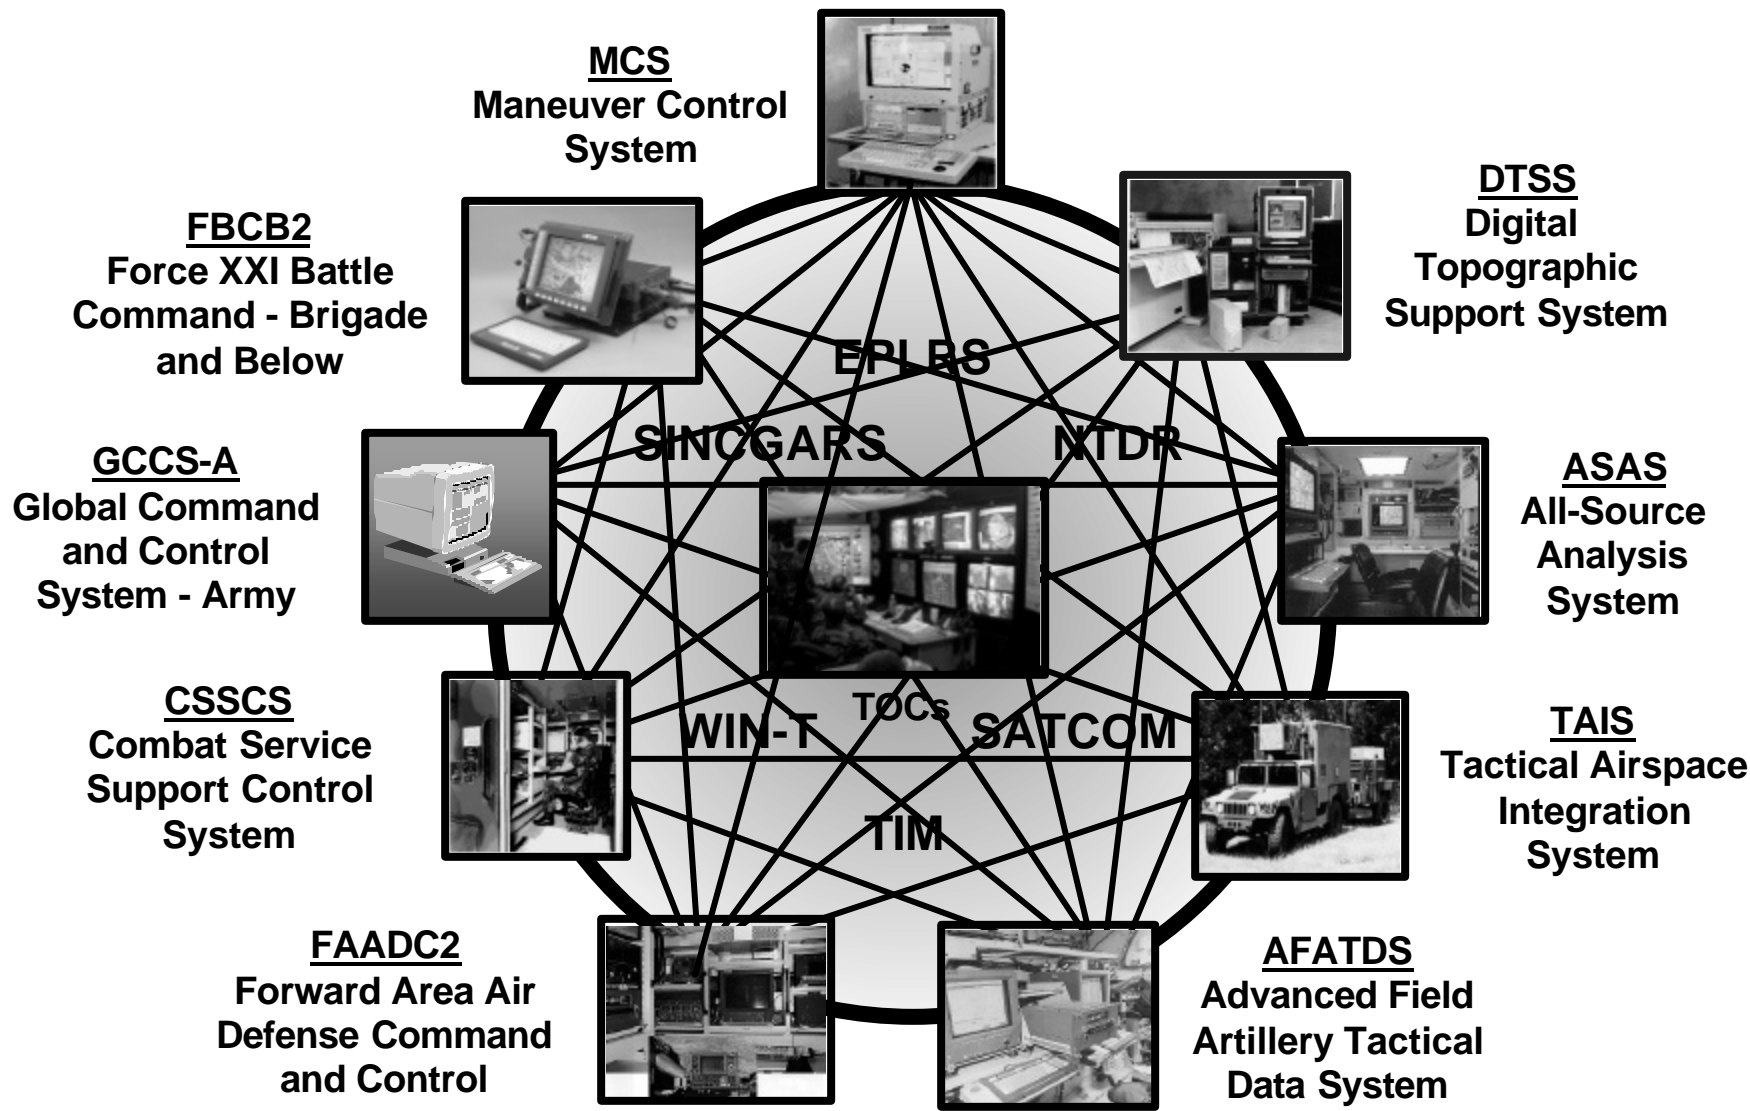 MCS
Maneuver Control
System
DTSS
Digital
Topographic
Support System
FBCB2
Force XXI Battle
Command - Brigade
and Below
EPLRS
SINCGARS
NTDR
GCCS-A
Global Command
and Control
System - Army
ASAS
All-Source
Analysis
System
CSSCS
Combat Service
Support Control
System
TOCs
WIN-T
SATCOM
TAIS
Tactical Airspace
Integration
System
TIM
FAADC2
Forward Area Air
Defense Command
and Control
AFATDS
Advanced Field
Artillery Tactical
Data System